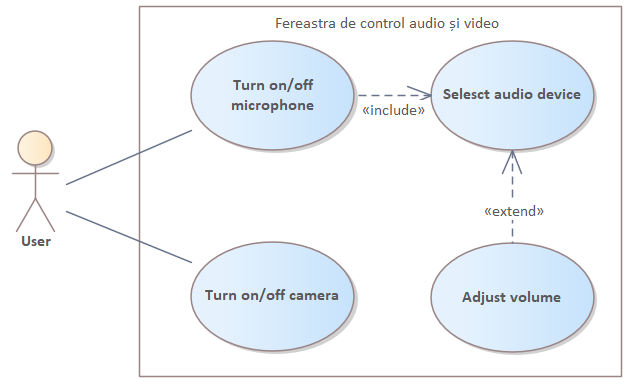 Fereastra de control audio și video
Turn on/off
microphone
«include»
Selesct audio device
User
«extend»
Turn on/off camera
Adjust volume